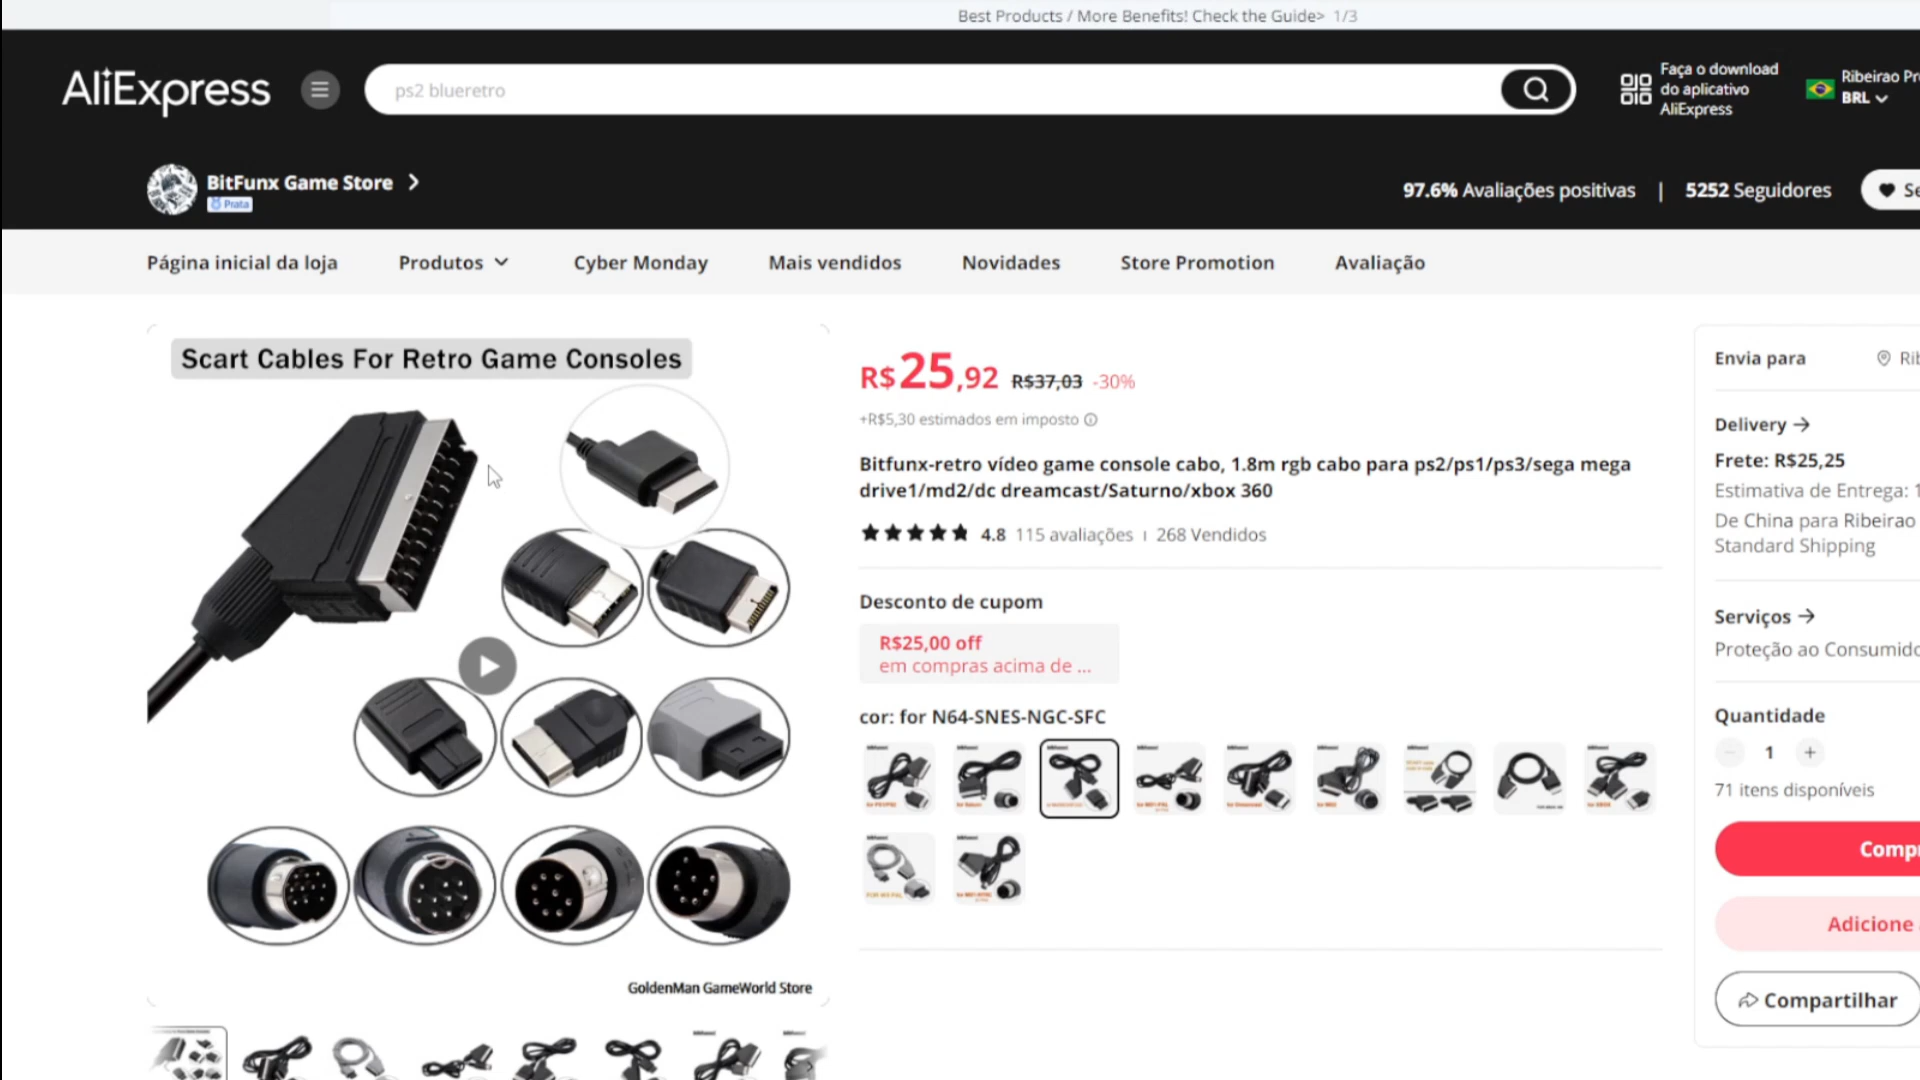 Best Products / More Benefits! Check the Guide> 1/3
AliExpress
ps2 blueretro
Faça o download
do aplicativo
AliExpress
Ribeirao Pr
BRL
BitFunx Game Store
Prata
97.6% Avaliações positivas | 5252 Seguidores
Se
Página inicial da loja
Produtos
Cyber Monday
Mais vendidos
Novidades
Store Promotion
Avaliação
Scart Cables For Retro Game Consoles
GoldenMan GameWorld Store
R$25,92 R$37,03 -30%
+R$5,30 estimados em imposto
Bitfunx-retro vídeo game console cabo, 1.8m rgb cabo para ps2/ps1/ps3/sega mega
drive1/md2/dc dreamcast/Saturno/xbox 360
4.8 115 avaliações | 268 Vendidos
Desconto de cupom
R$25,00 off
em compras acima de ...
cor: for N64-SNES-NGC-SFC
Envia para
Rib
Delivery
Frete: R$25,25
Estimativa de Entrega: 1
De China para Ribeirao
Standard Shipping
Serviços
Proteção ao Consumido
Quantidade
1
71 itens disponíveis
Compr
Adicione
Compartilhar